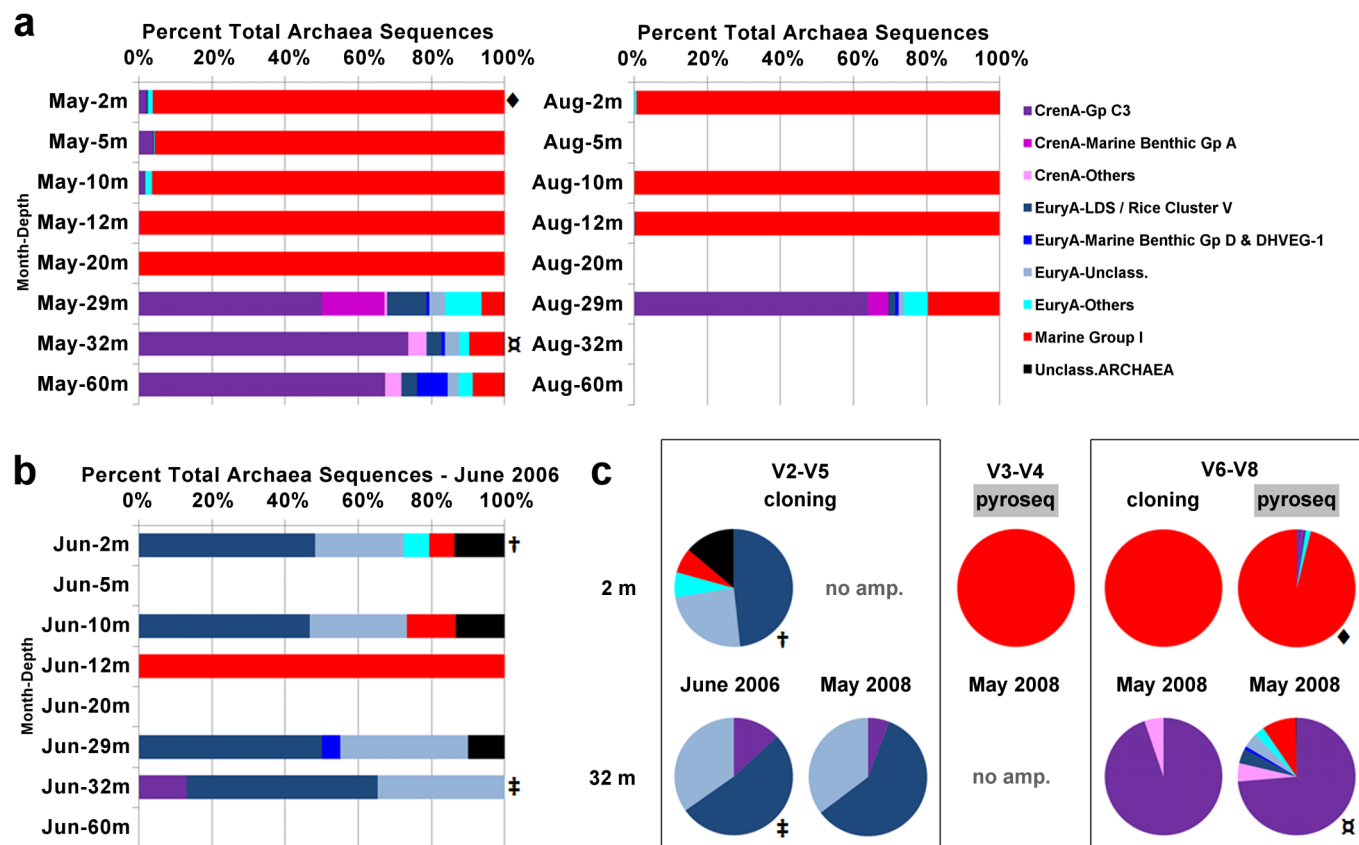 a
Percent Total Archaea Sequences
0% 20% 40% 60% 80% 100%
Month-Depth
May-2m ♦
May-5m
May-10m
May-12m
May-20m
May-29m
May-32m ¤
May-60m
Percent Total Archaea Sequences
0% 20% 40% 60% 80% 100%
Aug-2m
Aug-5m
Aug-10m
Aug-12m
Aug-20m
Aug-29m
Aug-32m
Aug-60m
CrenA-Gp C3
CrenA-Marine Benthic Gp A
CrenA-Others
EuryA-LDS / Rice Cluster V
EuryA-Marine Benthic Gp D & DHVEG-1
EuryA-Unclass.
EuryA-Others
Marine Group I
Unclass.ARCHAEA
b
Percent Total Archaea Sequences - June 2006
0% 20% 40% 60% 80% 100%
Month-Depth
Jun-2m †
Jun-5m
Jun-10m
Jun-12m
Jun-20m
Jun-29m
Jun-32m ‡
Jun-60m
c
V2-V5 V3-V4 V6-V8
cloning pyroseq cloning pyroseq
2 m † no amp. ♦
June 2006 May 2008 May 2008 May 2008 May 2008
32 m ‡ no amp. ¤